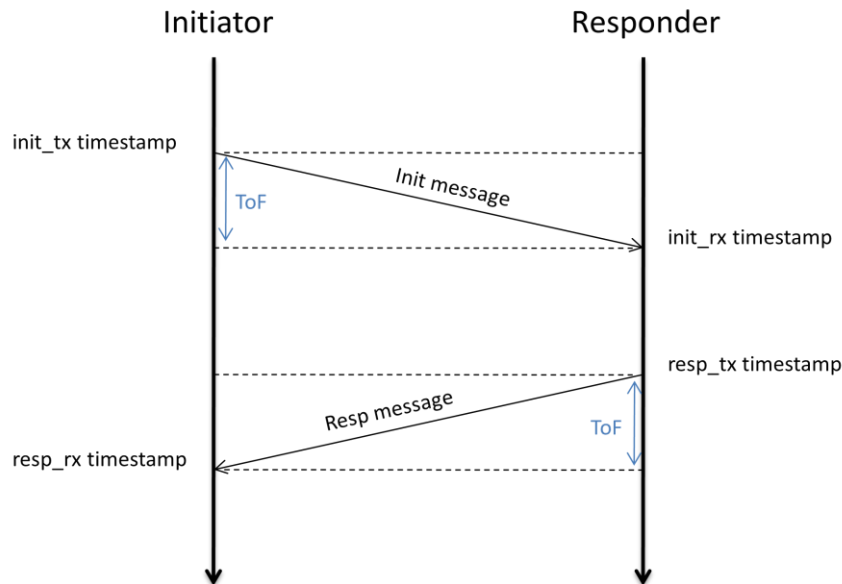 Initiator
Responder
init_tx timestamp
Init message
ToF
init_rx timestamp
resp_tx timestamp
Resp message
ToF
resp_rx timestamp